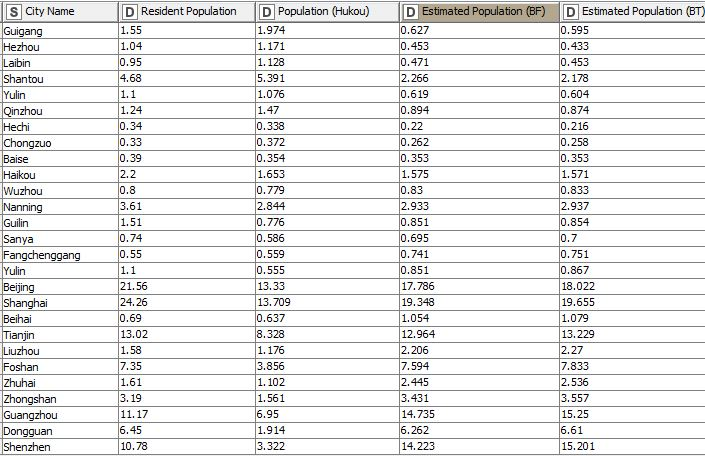 S City Name D Resident Population D Population (Hukou) D Estimated Population (BF) D Estimated Population (BT)
Guigang 1.55 1.974 0.627 0.595
Hezhou 1.04 1.171 0.453 0.433
Laibin 0.95 1.128 0.471 0.453
Shantou 4.68 5.391 2.266 2.178
Yulin 1.1 1.076 0.619 0.604
Qinzhou 1.24 1.47 0.894 0.874
Hechi 0.34 0.338 0.22 0.216
Chongzuo 0.33 0.372 0.262 0.258
Baise 0.39 0.354 0.353 0.353
Haikou 2.2 1.653 1.575 1.571
Wuzhou 0.8 0.779 0.83 0.833
Nanning 3.61 2.844 2.933 2.937
Guilin 1.51 0.776 0.851 0.854
Sanya 0.74 0.586 0.695 0.7
Fangchenggang 0.55 0.559 0.741 0.751
Yulin 1.1 0.555 0.851 0.867
Beijing 21.56 13.33 17.786 18.022
Shanghai 24.26 13.709 19.348 19.655
Beihai 0.69 0.637 1.054 1.079
Tianjin 13.02 8.328 12.964 13.229
Liuzhou 1.58 1.176 2.206 2.27
Foshan 7.35 3.856 7.594 7.833
Zhuhai 1.61 1.102 2.445 2.536
Zhongshan 3.19 1.561 3.431 3.557
Guangzhou 11.17 6.95 14.735 15.25
Dongguan 6.45 1.914 6.262 6.61
Shenzhen 10.78 3.322 14.223 15.201